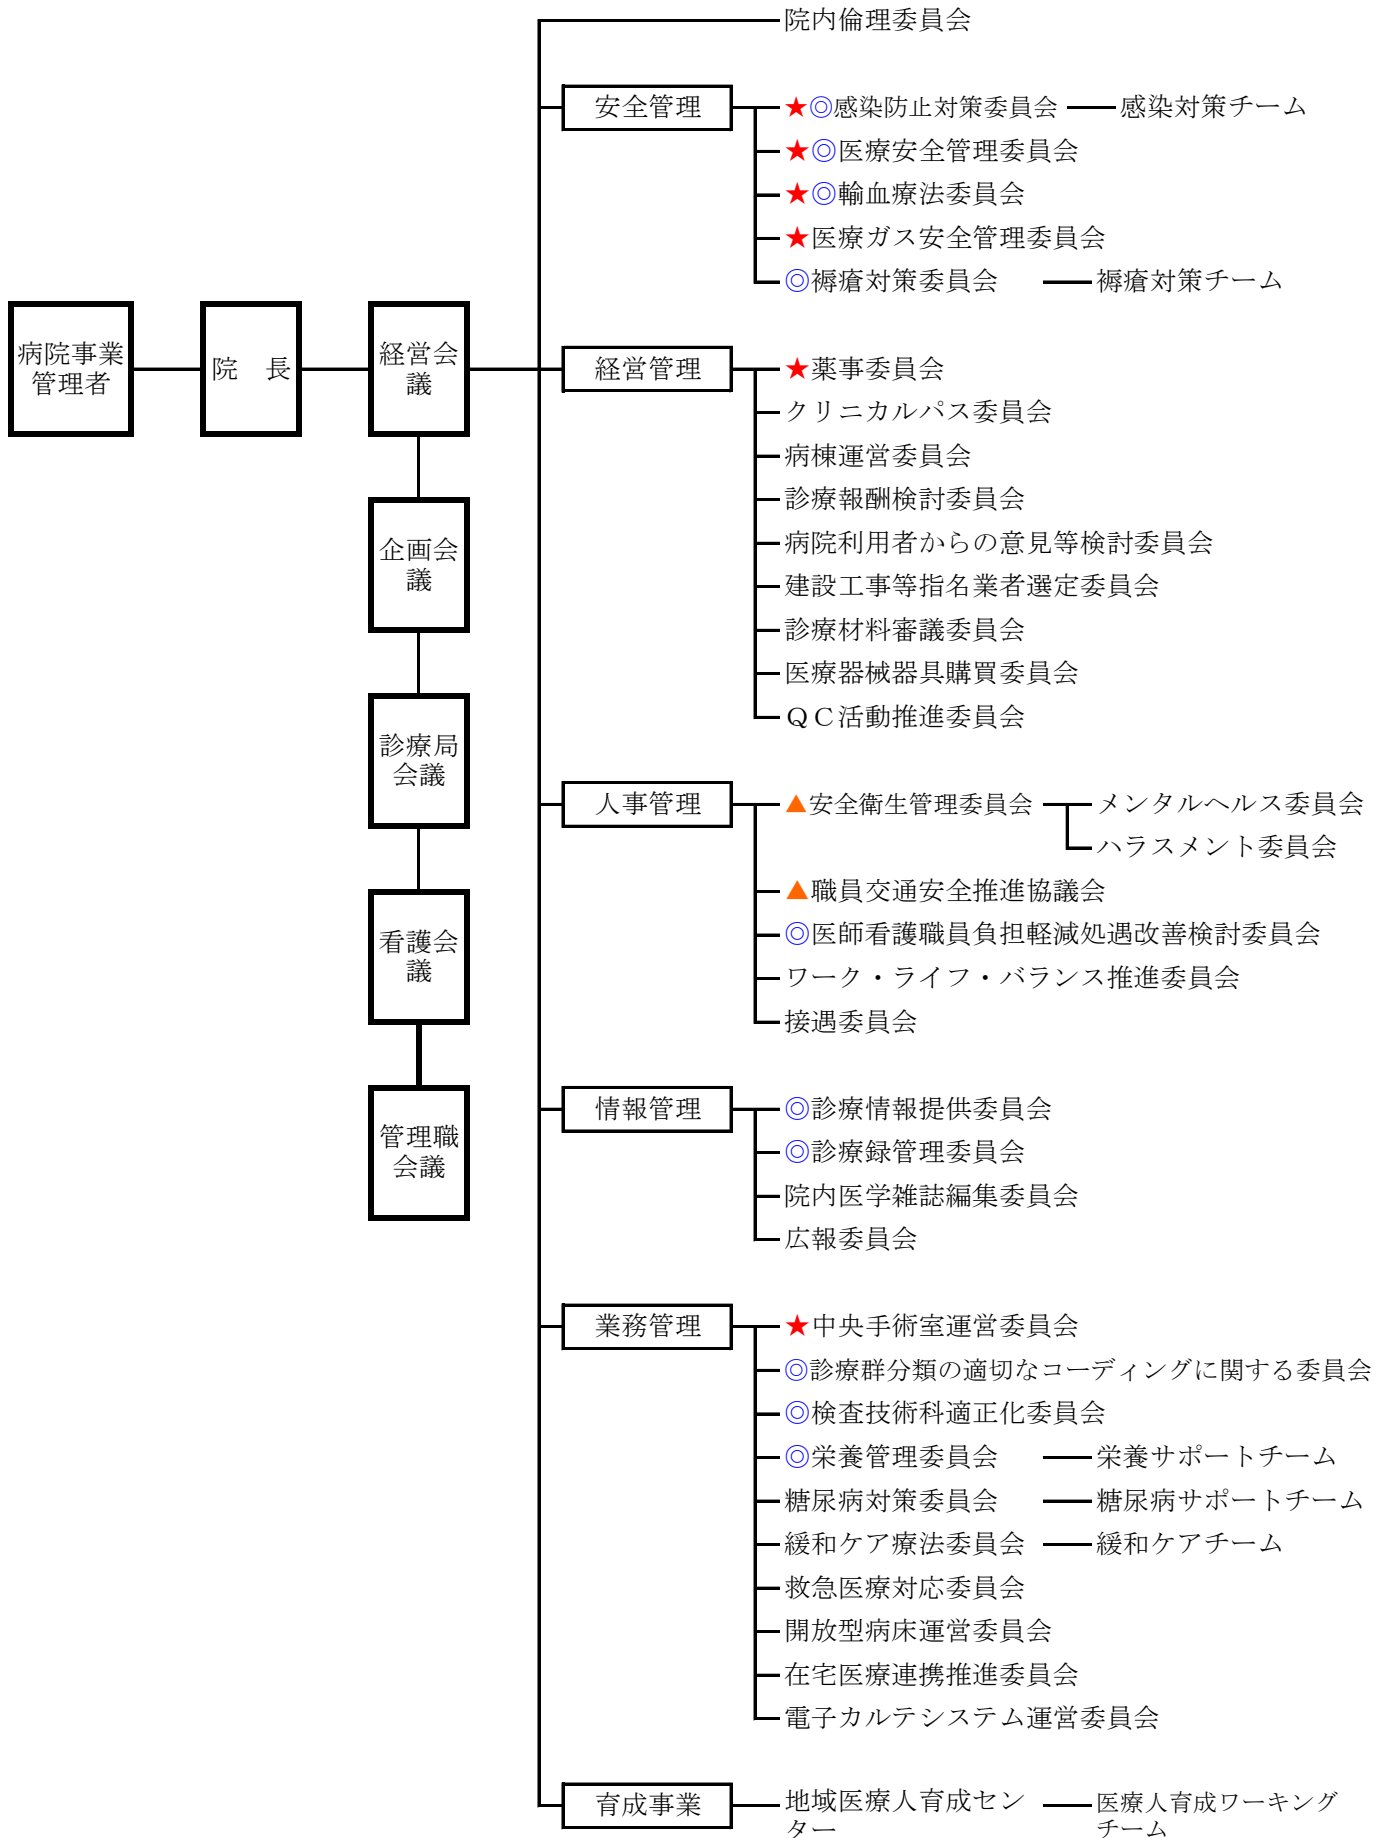 院内倫理委員会
安全管理
★◎感染防止対策委員会
感染対策チーム
★◎医療安全管理委員会
★◎輸血療法委員会
★医療ガス安全管理委員会
◎褥瘡対策委員会
褥瘡対策チーム
病院事業
管理者
院　長
経営会
議
企画会
議
診療局
会議
看護会
議
管理職
会議
経営管理
★薬事委員会
クリニカルパス委員会
病棟運営委員会
診療報酬検討委員会
病院利用者からの意見等検討委員会
建設工事等指名業者選定委員会
診療材料審議委員会
医療器械器具購買委員会
ＱＣ活動推進委員会
人事管理
▲安全衛生管理委員会
メンタルヘルス委員会
ハラスメント委員会
▲職員交通安全推進協議会
◎医師看護職員負担軽減処遇改善検討委員会
ワーク・ライフ・バランス推進委員会
接遇委員会
情報管理
◎診療情報提供委員会
◎診療録管理委員会
院内医学雑誌編集委員会
広報委員会
業務管理
★中央手術室運営委員会
◎診療群分類の適切なコーディングに関する委員会
◎検査技術科適正化委員会
◎栄養管理委員会
栄養サポートチーム
糖尿病対策委員会
糖尿病サポートチーム
緩和ケア療法委員会
緩和ケアチーム
救急医療対応委員会
開放型病床運営委員会
在宅医療連携推進委員会
電子カルテシステム運営委員会
育成事業
地域医療人育成セン
ター
医療人育成ワーキング
チーム